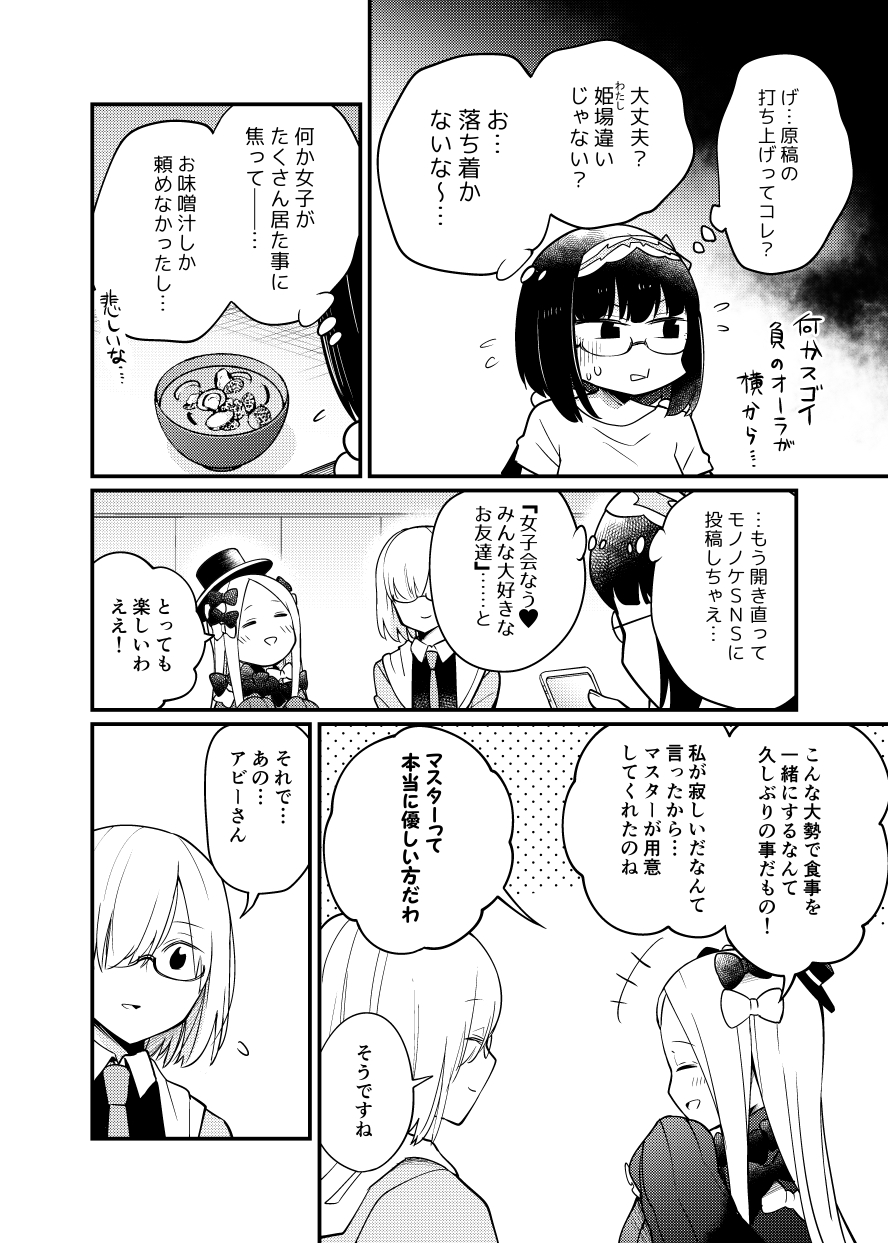 げ…原稿の
打ち上げってコレ？
大丈夫？
姫場違い
わたし
じゃない？
お…
落ち着か
ないな～…
何かスゴイ
負のオーラが
横から…
何か女子が
たくさん居た事に
焦って――…
お味噌汁しか
頼めなかったし…
悲しいな…
…もう開き直って
モノノケＳＮＳに
投稿しちゃえ…
『女子会なう♥
みんな大好きな
お友達』……と
とっても
楽しいわ
ええ！
こんな大勢で食事を
一緒にするなんて
久しぶりの事だもの！
私が寂しいだなんて
言ったから…
マスターが用意
してくれたのね
マスターって
本当に優しい方だわ
そうですね
それで…
あの…
アビーさん